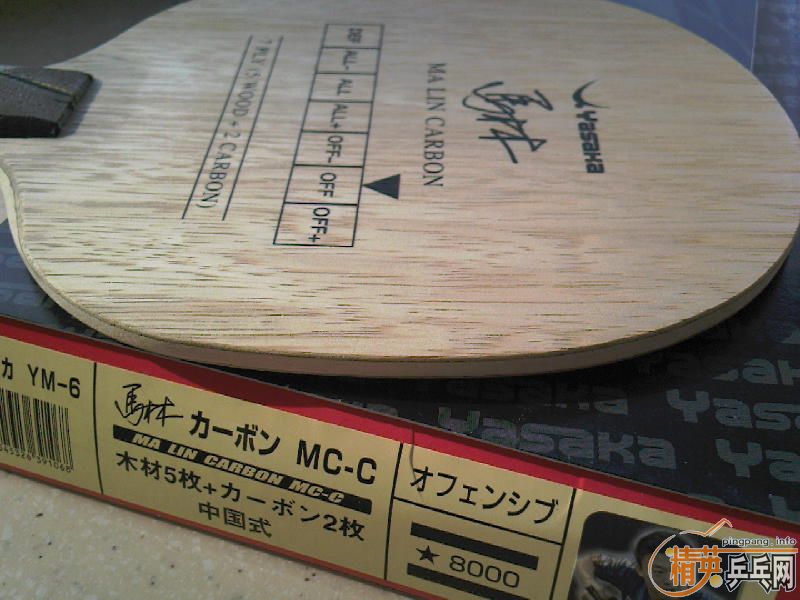 Yasaka
馬林
MA LIN CARBON
DEF ALL- ALL ALL+ OFF- OFF OFF+
7 PLY (5 WOOD + 2 CARBON)
カ YM-6
馬林 カーボン MC-C
MA LIN CARBON MC-C
木材5枚+カーボン2枚
中国式
オフェンシブ
★ 8000
Yasaka
Yasaka
pingpang.info
精英乒乓网